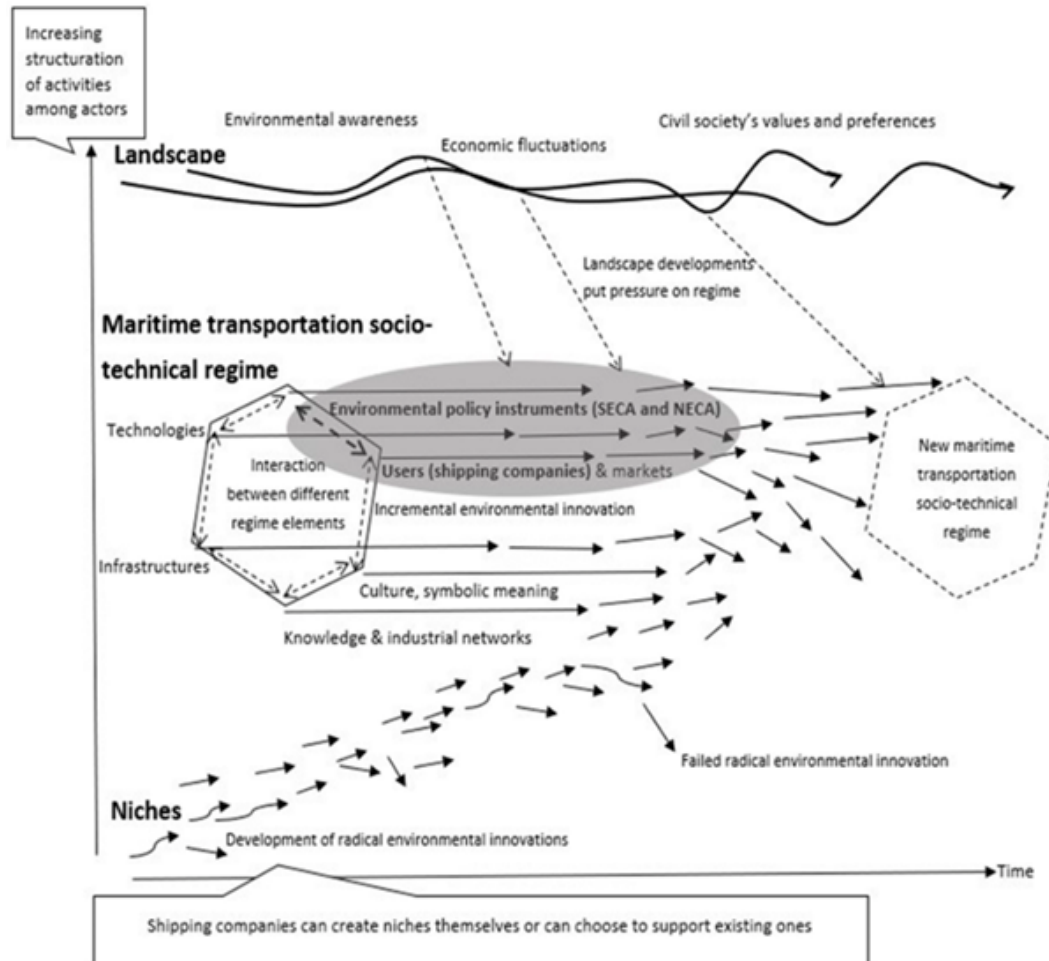 Increasing
structuration
of activities
among actors
Environmental awareness
Economic fluctuations
Civil society's values and preferences
Landscape
Landscape developments
put pressure on regime
Maritime transportation socio-
technical regime
Environmental policy instruments (SECA and NECA)
Technologies
Users (shipping companies) & markets
Interaction
between different
regime elements
New maritime
transportation
socio-technical
regime
Incremental environmental innovation
Infrastructures
Culture, symbolic meaning
Knowledge & industrial networks
Failed radical environmental innovation
Niches
Development of radical environmental innovations
Time
Shipping companies can create niches themselves or can choose to support existing ones